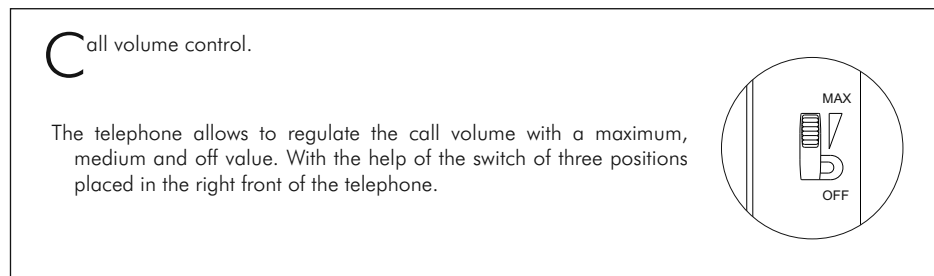 Call volume control.
The telephone allows to regulate the call volume with a maximum,
medium and off value. With the help of the switch of three positions
placed in the right front of the telephone.
MAX
OFF